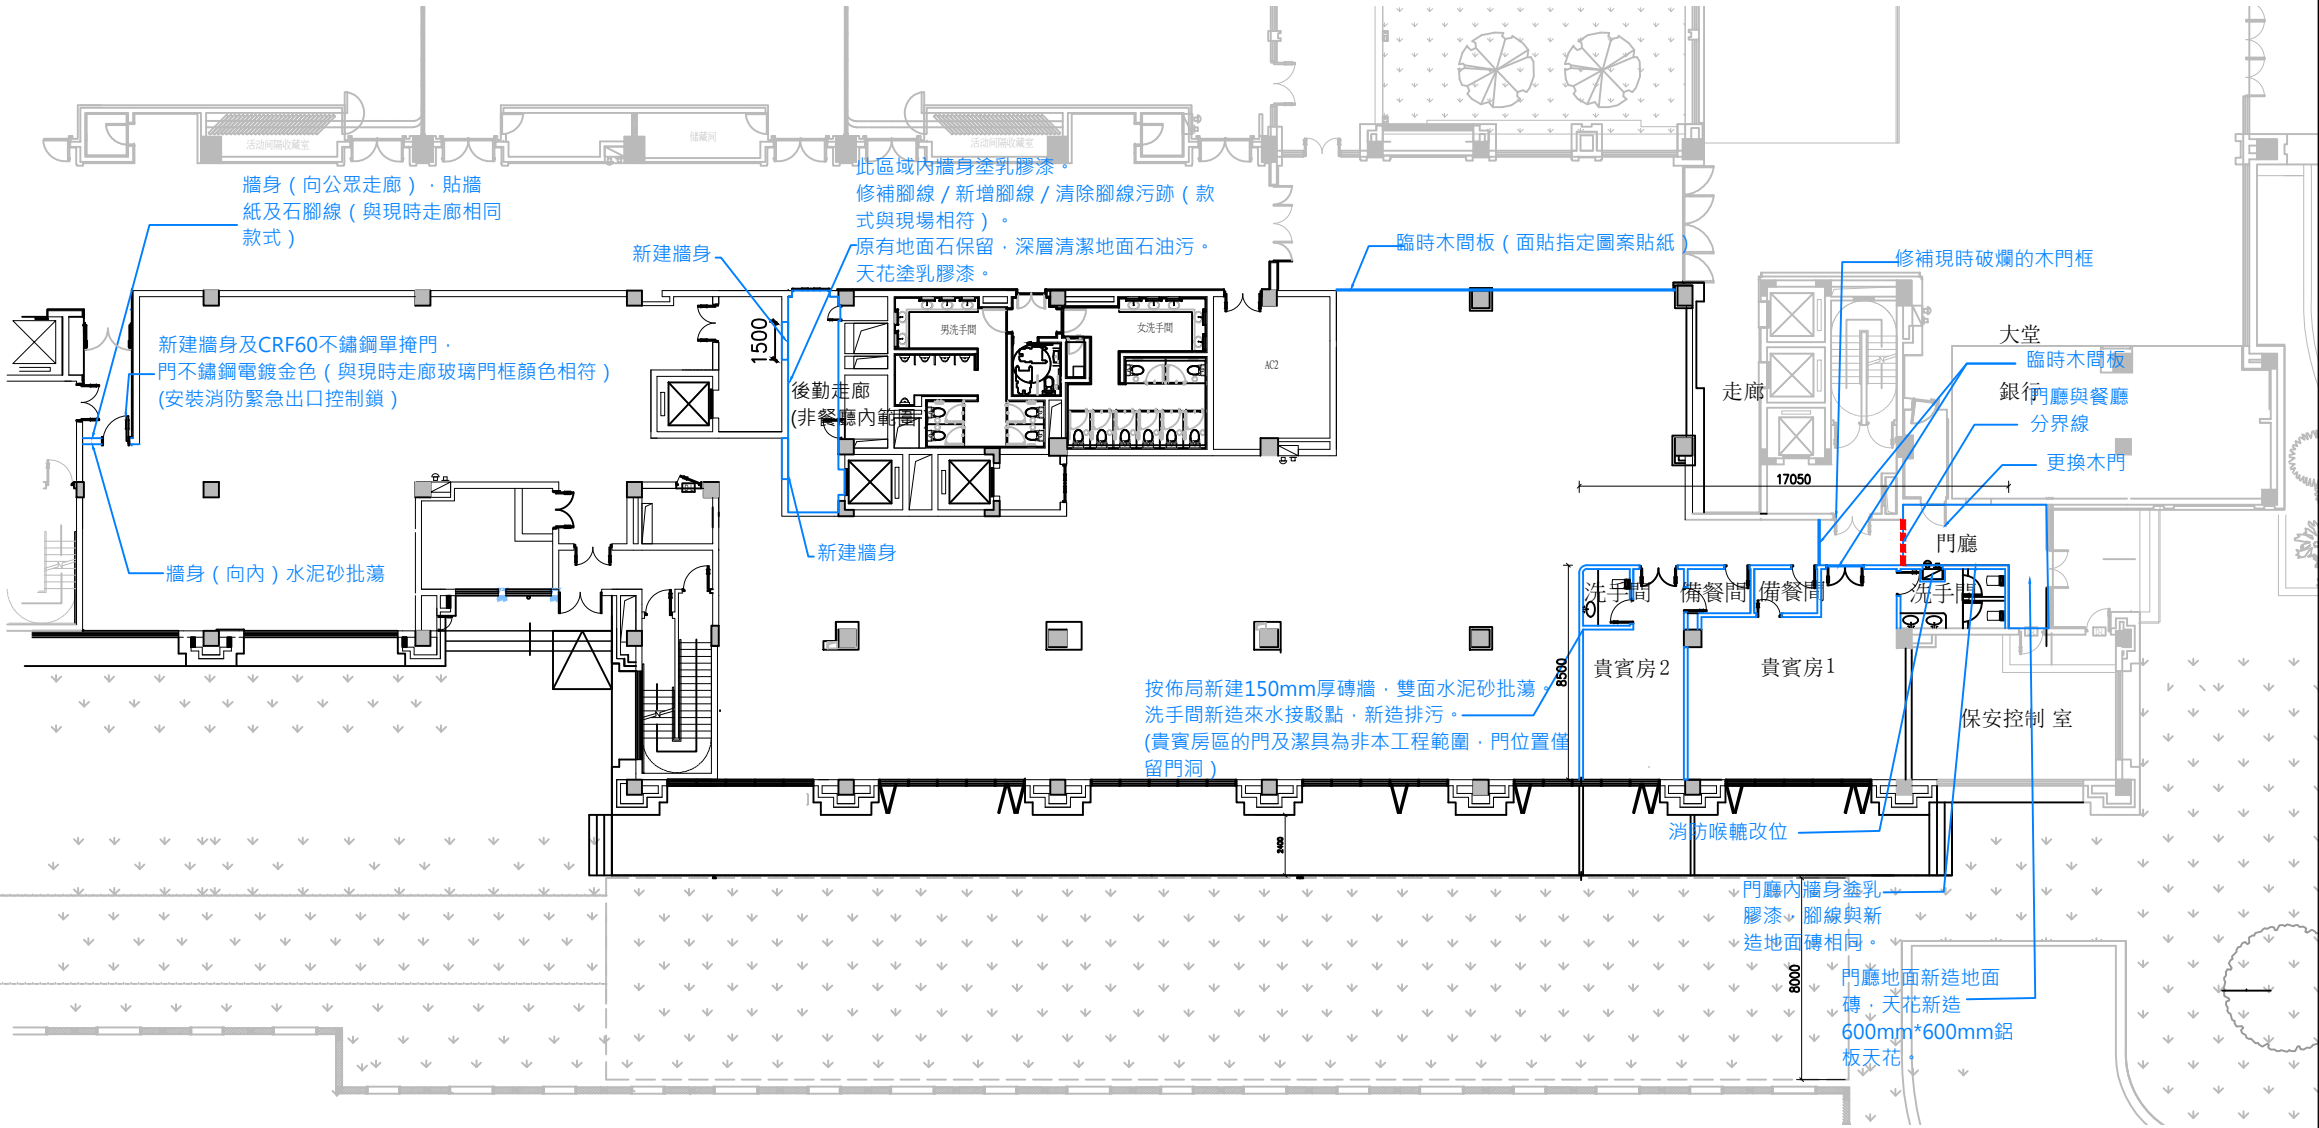 活动间隔收藏室
储藏间
活动间隔收藏室
牆身（向公眾走廊），貼牆
紙及石腳線（與現時走廊相同
款式）
此區域內牆身塗乳膠漆。
修補腳線／新增腳線／清除腳線污跡（款
式與現場相符）。
原有地面石保留，深層清潔地面石油污。
天花塗乳膠漆。
新建牆身
臨時木間板（面貼指定圖案貼紙）
修補現時破爛的木門框
新建牆身及CRF60不鏽鋼單掩門，
門不鏽鋼電鍍金色（與現時走廊玻璃門框顏色相符）
(安裝消防緊急出口控制鎖）
1500
男洗手間
女洗手間
AC2
後勤走廊
(非餐廳內範圍
走廊
大堂
臨時木間板
銀行
門廳與餐廳
分界線
更換木門
17050
新建牆身
牆身（向內）水泥砂批蕩
門廳
洗手間
備餐間
備餐間
洗手間
8500
貴賓房2
貴賓房1
保安控制 室
按佈局新建150mm厚磚牆，雙面水泥砂批蕩。
洗手間新造來水接駁點，新造排污。
(貴賓房區的門及潔具為非本工程範圍，門位置僅
留門洞）
消防喉轆改位
2400
門廳內牆身塗乳
膠漆，腳線與新
造地面磚相同。
8000
門廳地面新造地面
磚，天花新造
600mm*600mm鋁
板天花。